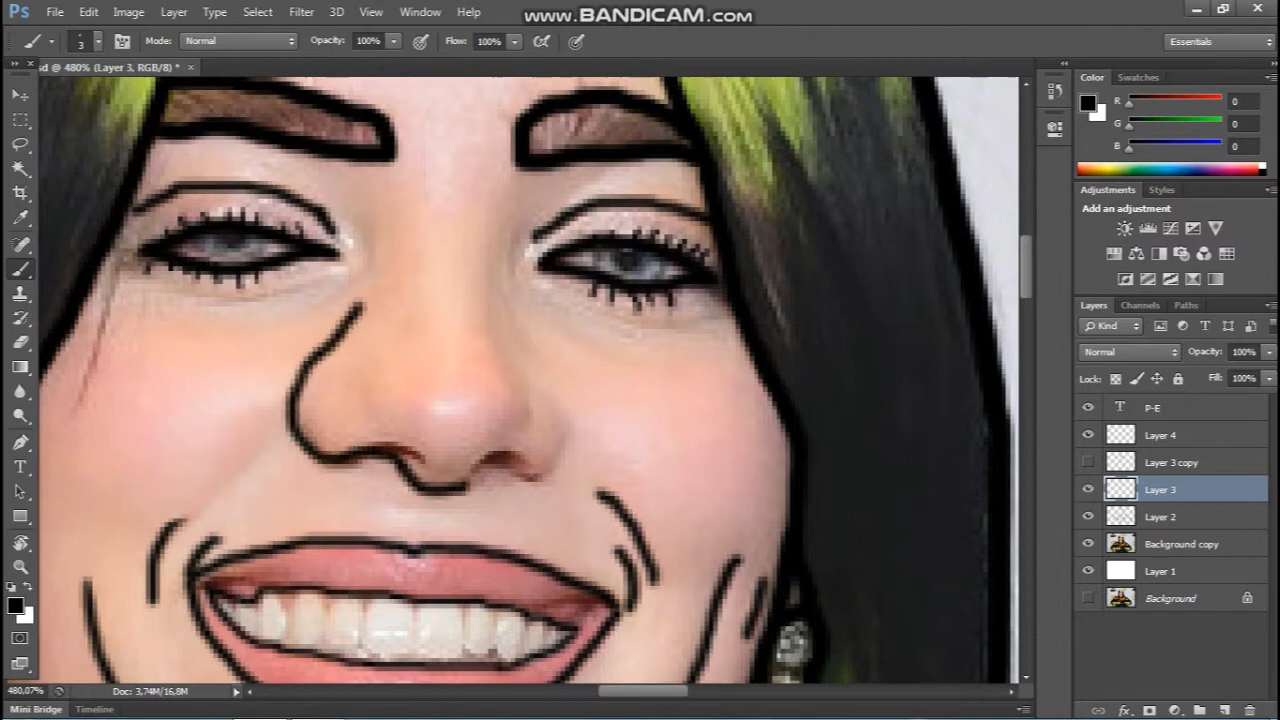 Ps File Edit Image Layer Type Select Filter 3D View Window Help
www.BANDICAM.com
3 Mode: Normal Opacity: 100% Flow: 100% Essentials
sd @ 480% (Layer 3, RGB/8) * ×
Color Swatches
R 0
G 0
B 0
Adjustments Styles
Add an adjustment
Layers Channels Paths
Kind
Normal Opacity: 100%
Lock: Fill: 100%
T P-E
Layer 4
Layer 3 copy
Layer 3
Layer 2
Background copy
Layer 1
Background
480,07% Doc: 3,74M/16,8M
Mini Bridge Timeline
fx